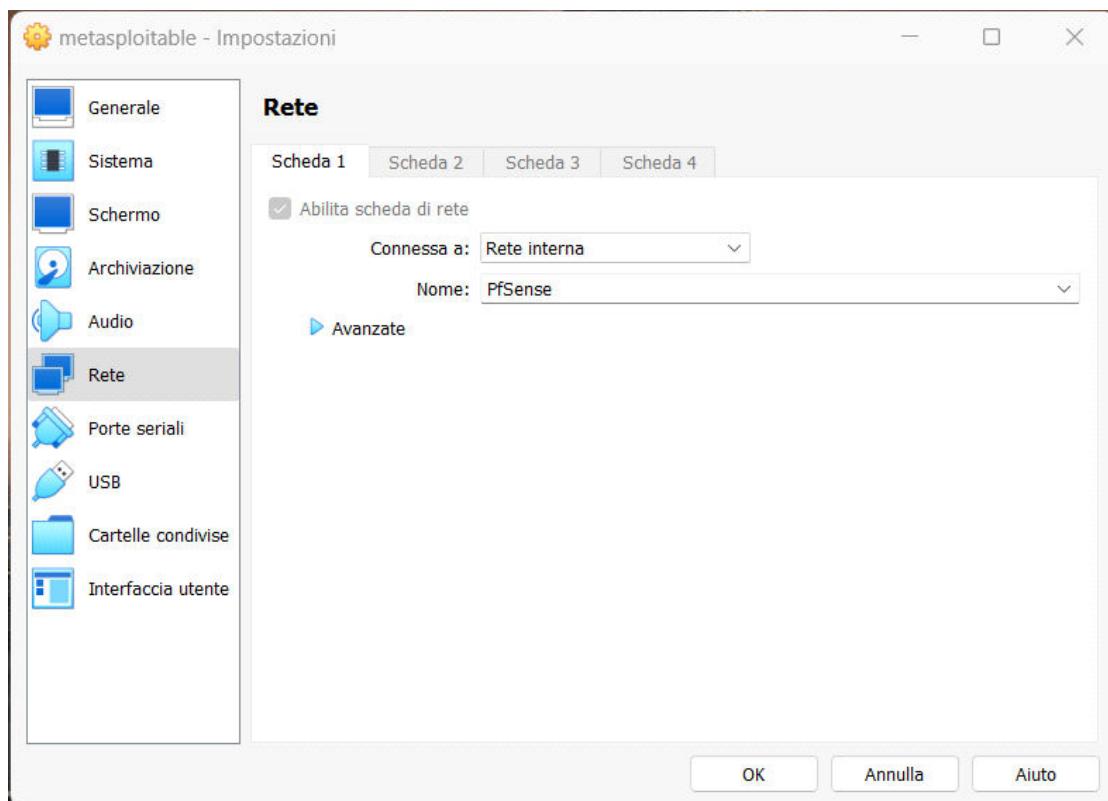 metasploitable - Impostazioni
Generale
Sistema
Schermo
Archiviazione
Audio
Rete
Porte seriali
USB
Cartelle condivise
Interfaccia utente
Rete
Scheda 1 Scheda 2 Scheda 3 Scheda 4
Abilita scheda di rete
Connessa a: Rete interna
Nome: PfSense
Avanzate
OK Annulla Aiuto